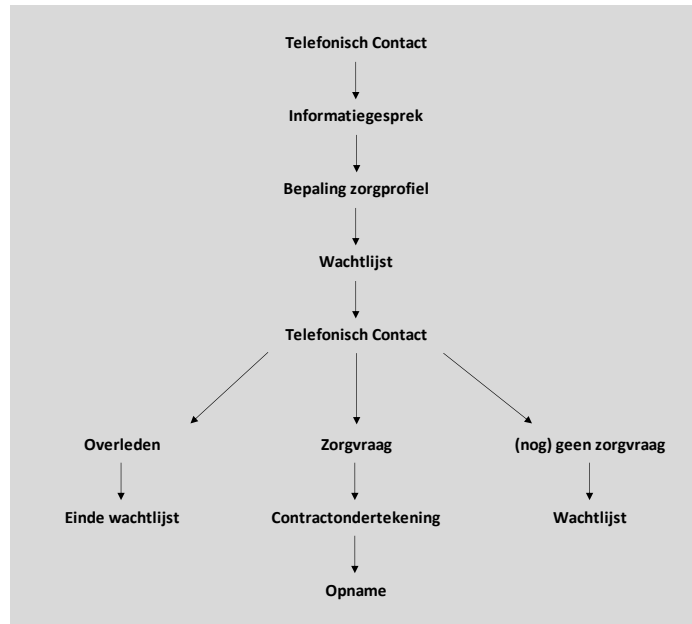 Telefonisch Contact
Informatiegesprek
Bepaling zorgprofiel
Wachtlijst
Telefonisch Contact
Overleden
Zorgvraag
(nog) geen zorgvraag
Einde wachtlijst
Contractondertekening
Wachtlijst
Opname